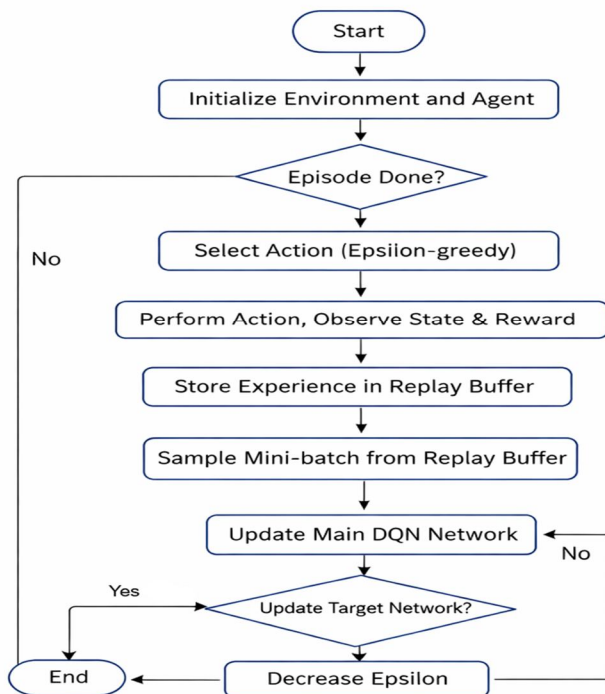 Start
Initialize Environment and Agent
Episode Done?
No
Select Action (Epsilon-greedy)
Perform Action, Observe State & Reward
Store Experience in Replay Buffer
Sample Mini-batch from Replay Buffer
Update Main DQN Network
No
Yes
Update Target Network?
End
Decrease Epsilon